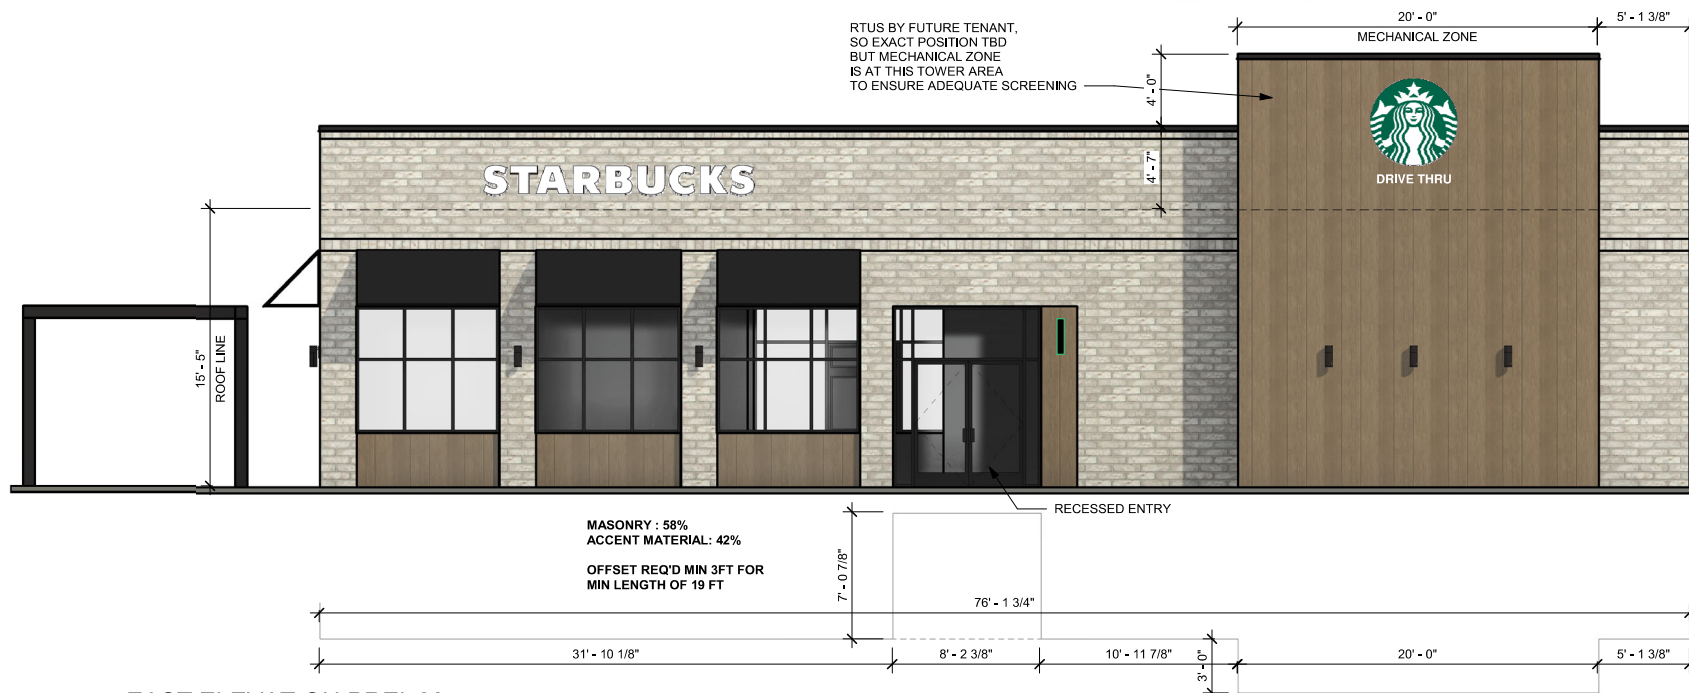 20' - 0"
5' - 1 3/8"
MECHANICAL ZONE
RTUS BY FUTURE TENANT,
SO EXACT POSITION TBD
BUT MECHANICAL ZONE
IS AT THIS TOWER AREA
TO ENSURE ADEQUATE SCREENING
4' - 0"
4' - 7"
STARBUCKS
DRIVE THRU
15' - 5"
ROOF LINE
RECESSED ENTRY
MASONRY : 58%
ACCENT MATERIAL: 42%
OFFSET REQ'D MIN 3FT FOR
MIN LENGTH OF 19 FT
7' - 0 7/8"
76' - 1 3/4"
31' - 10 1/8"
8' - 2 3/8"
10' - 11 7/8"
3' - 0"
20' - 0"
5' - 1 3/8"